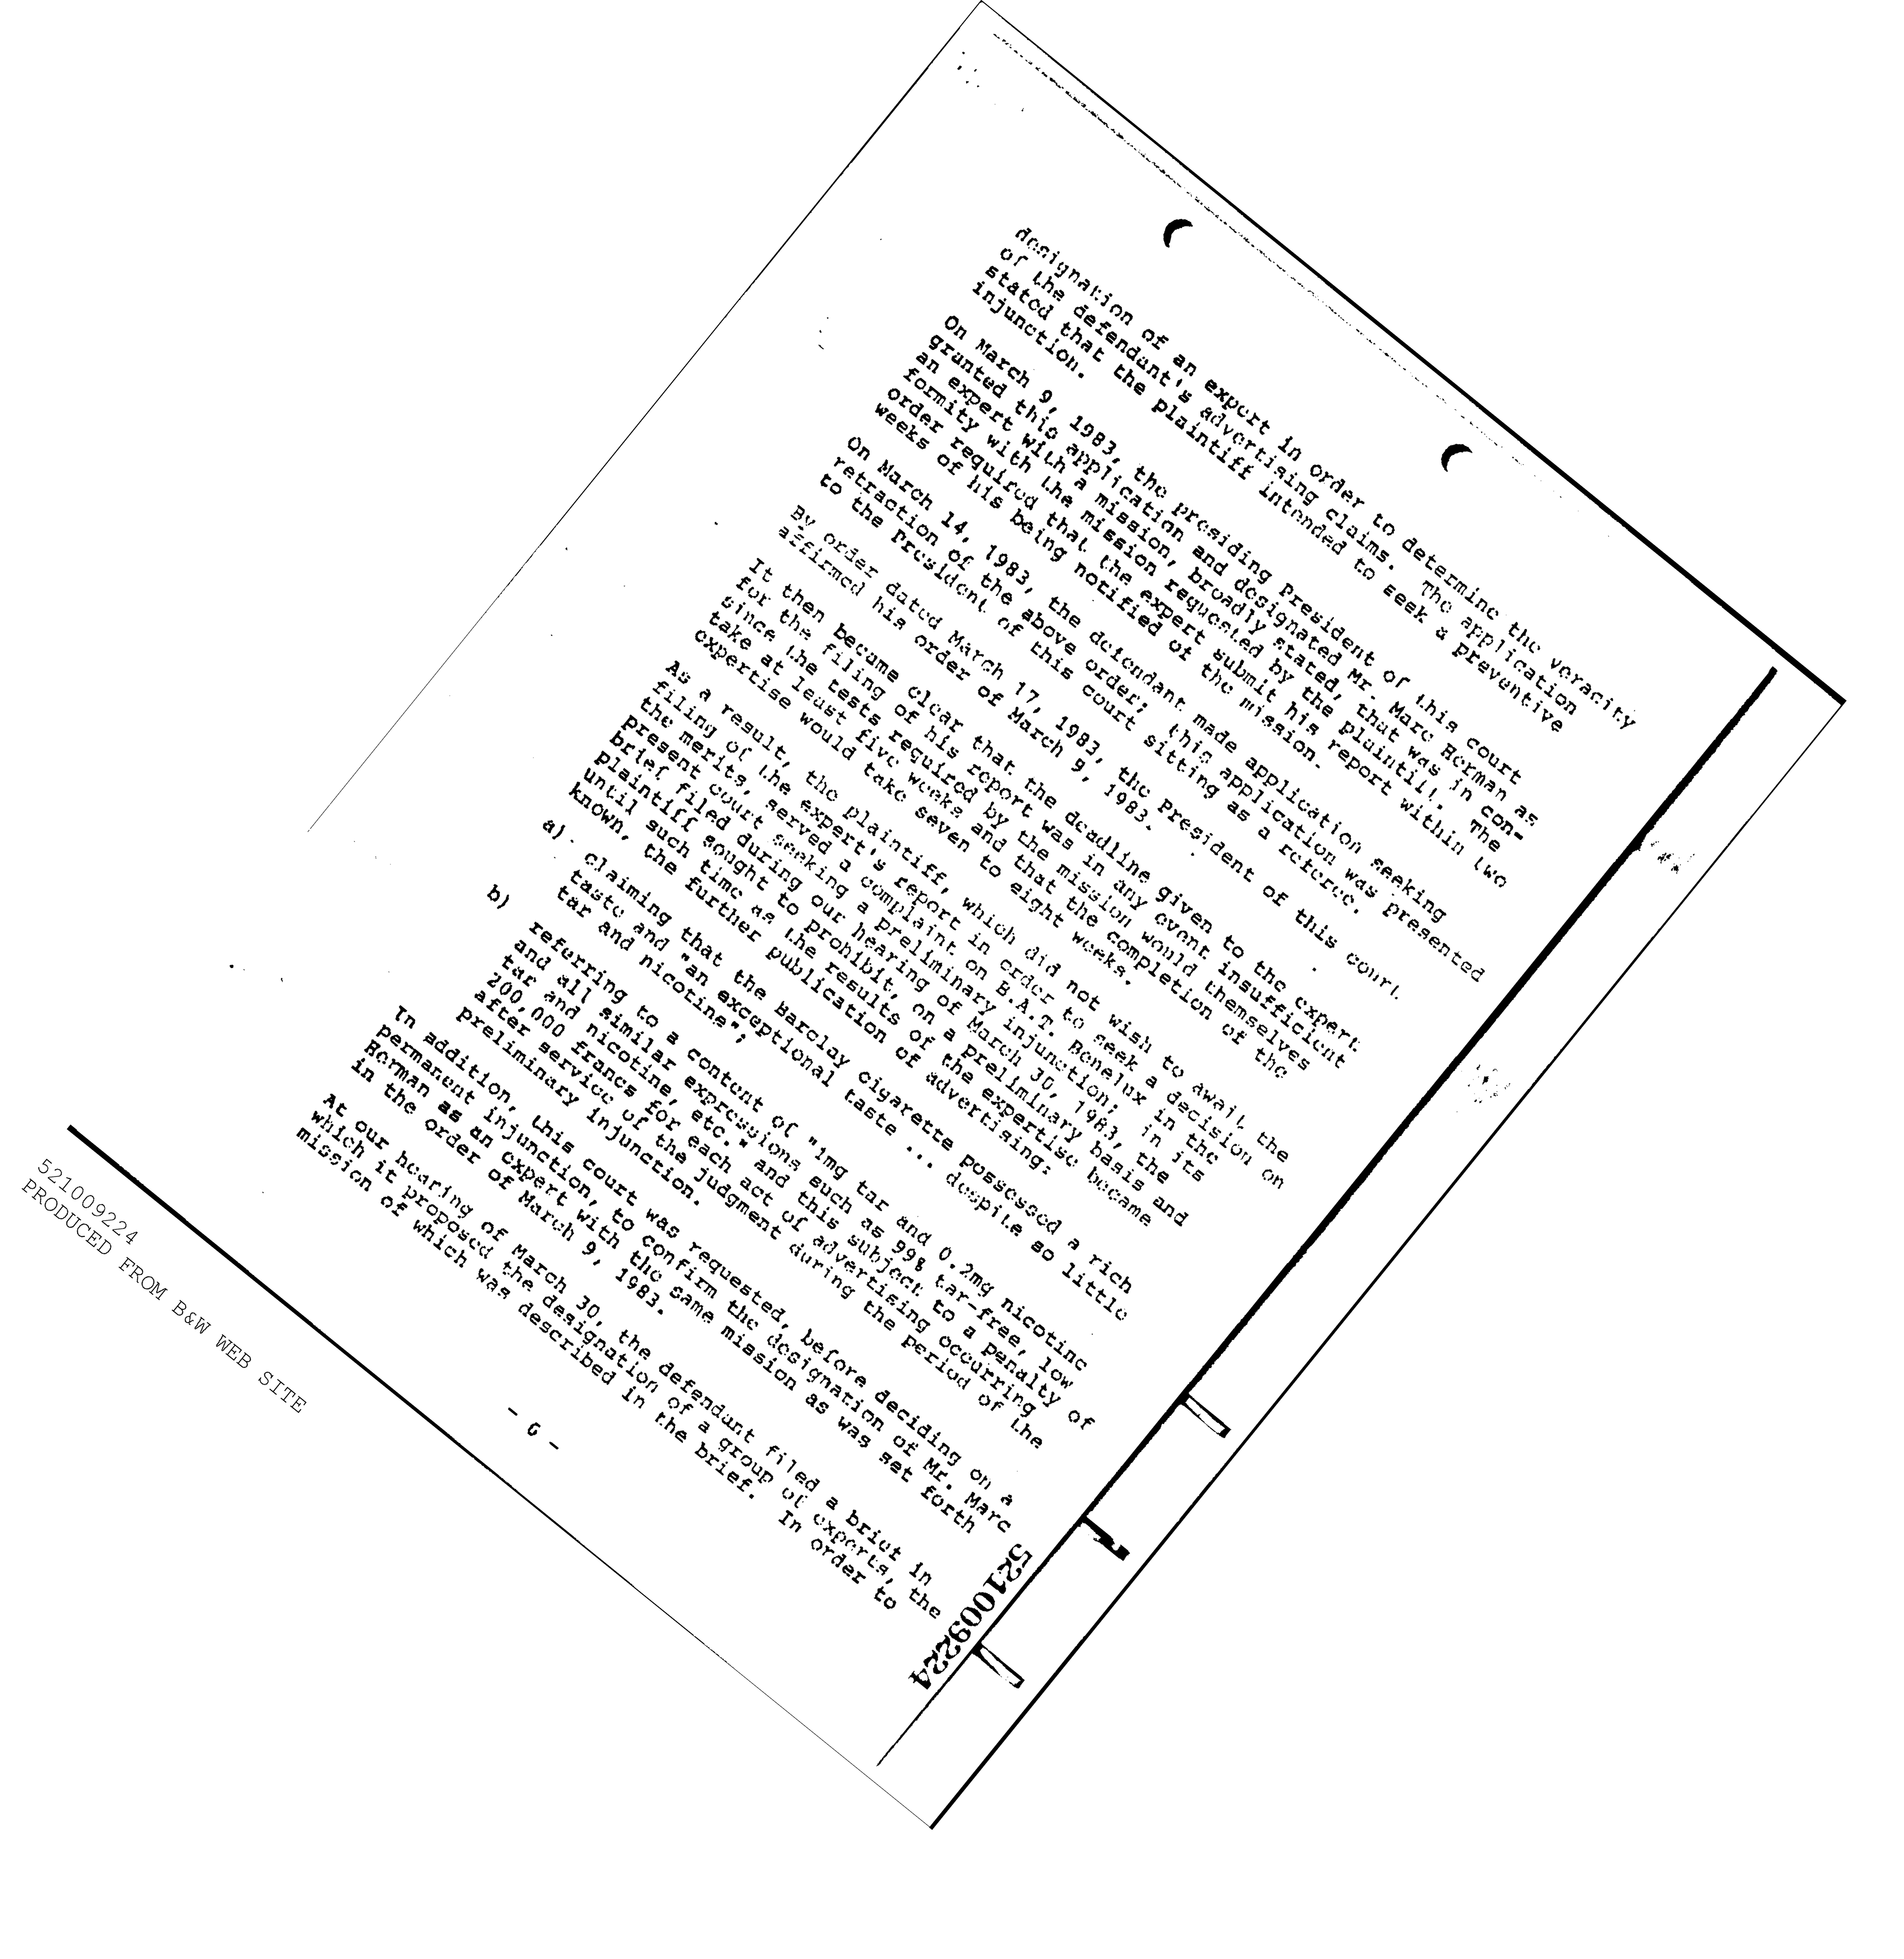 designation of an expert in order to determine the veracity
of the defendant's advertising claims. The application
stated that the plaintiff intended to seek a preventive
injunction.
On March 9, 1983, the presiding President of this court
granted this application and designated Mr. Marc Herman as
an expert with a mission, broadly stated, that was in con-
formity with the mission requested by the plaintiff. The
order required that the expert submit his report within two
weeks of his being notified of the mission.
On March 14, 1983, the defendant made application seeking
retraction of the above order; this application was presented
to the President of this court sitting as a referee.
By order dated March 17, 1983, the President of this court
affirmed his order of March 9, 1983.
It then became clear that the deadline given to the expert
for the filing of his report was in any event insufficient
since the tests required by the mission would themselves
take at least five weeks and that the completion of the
expertise would take seven to eight weeks.
As a result, the plaintiff, which did not wish to await the
filing of the expert's report in order to seek a decision on
the merits, served a complaint on B.A.T. Benelux in the
present court seeking a preliminary injunction; in its
brief filed during our hearing of March 30, 1983, the
plaintiff sought to prohibit, on a preliminary basis and
until such time as the results of the expertise became
known, the further publication of advertising:
a) claiming that the Barclay cigarette possessed a rich
taste and "an exceptional taste ... despite so little
tar and nicotine";
b) referring to a content of "1mg tar and 0.2mg nicotine
and all similar expressions such as 99% tar-free, low
tar and nicotine, etc." and this subject to a penalty of
200,000 francs for each act of advertising occurring
after service of the judgment during the period of the
preliminary injunction.
In addition, this court was requested, before deciding on a
permanent injunction, to confirm the designation of Mr. Marc
Herman as an expert with the same mission as was set forth
in the order of March 9, 1983.
At our hearing of March 30, the defendant filed a brief in
which it proposed the designation of a group of experts, the
mission of which was described in the brief. In order to
- 6 -
521009224
521009224
PRODUCED FROM B&W WEB SITE